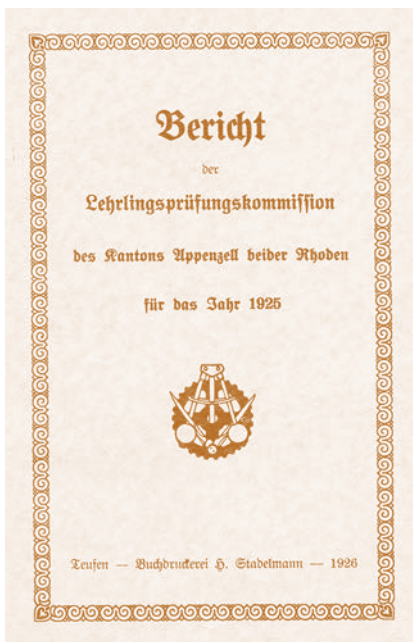 Bericht
der
Lehrlingsprüfungskommission
des Kantons Appenzell beider Rhoden
für das Jahr 1925
Teufen — Buchdruckerei H. Stadelmann — 1926